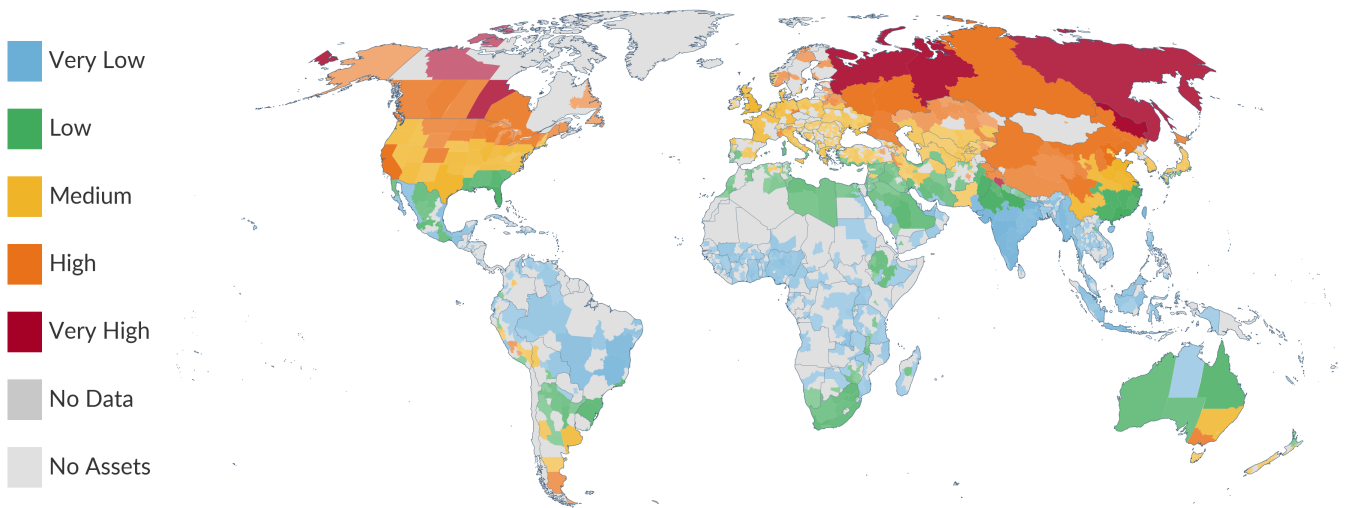 Very Low
Low
Medium
High
Very High
No Data
No Assets